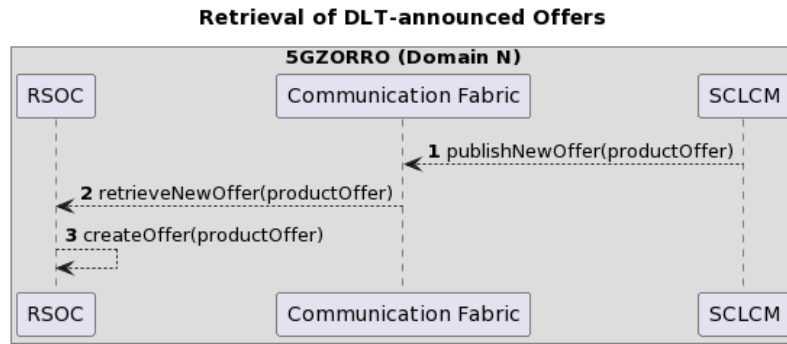 Retrieval of DLT-announced Offers
5GZORRO (Domain N)
RSOC Communication Fabric SCLCM
1 publishNewOffer(productOffer)
2 retrieveNewOffer(productOffer)
3 createOffer(productOffer)
RSOC Communication Fabric SCLCM